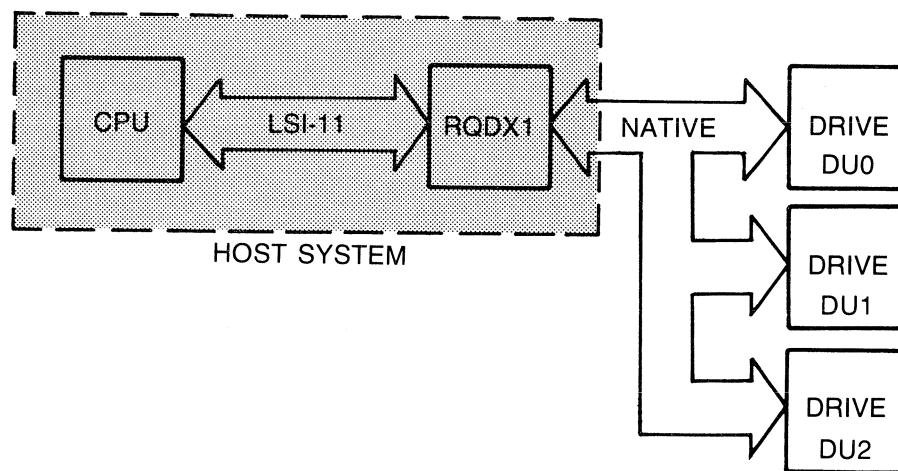 CPU
LSI-11
RQDX1
NATIVE
DRIVE
DU0
HOST SYSTEM
DRIVE
DU1
DRIVE
DU2